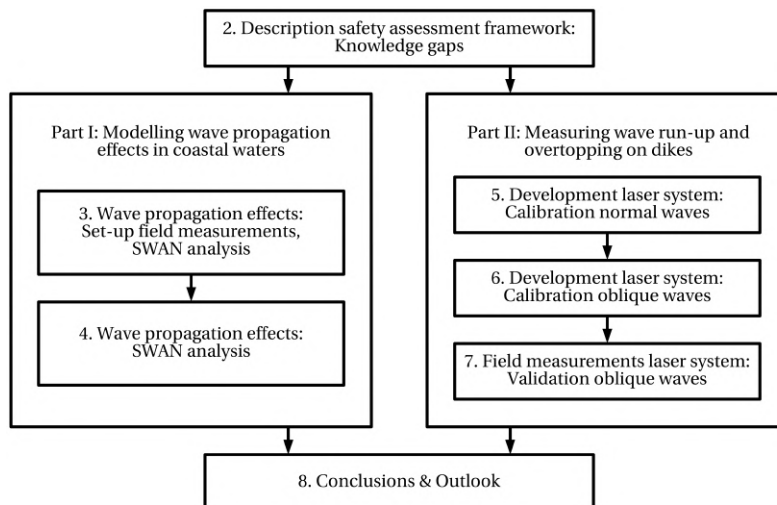 2. Description safety assessment framework:
Knowledge gaps
Part I: Modelling wave propagation
effects in coastal waters
3. Wave propagation effects:
Set-up field measurements,
SWAN analysis
4. Wave propagation effects:
SWAN analysis
Part II: Measuring wave run-up and
overtopping on dikes
5. Development laser system:
Calibration normal waves
6. Development laser system:
Calibration oblique waves
7. Field measurements laser system:
Validation oblique waves
8. Conclusions & Outlook